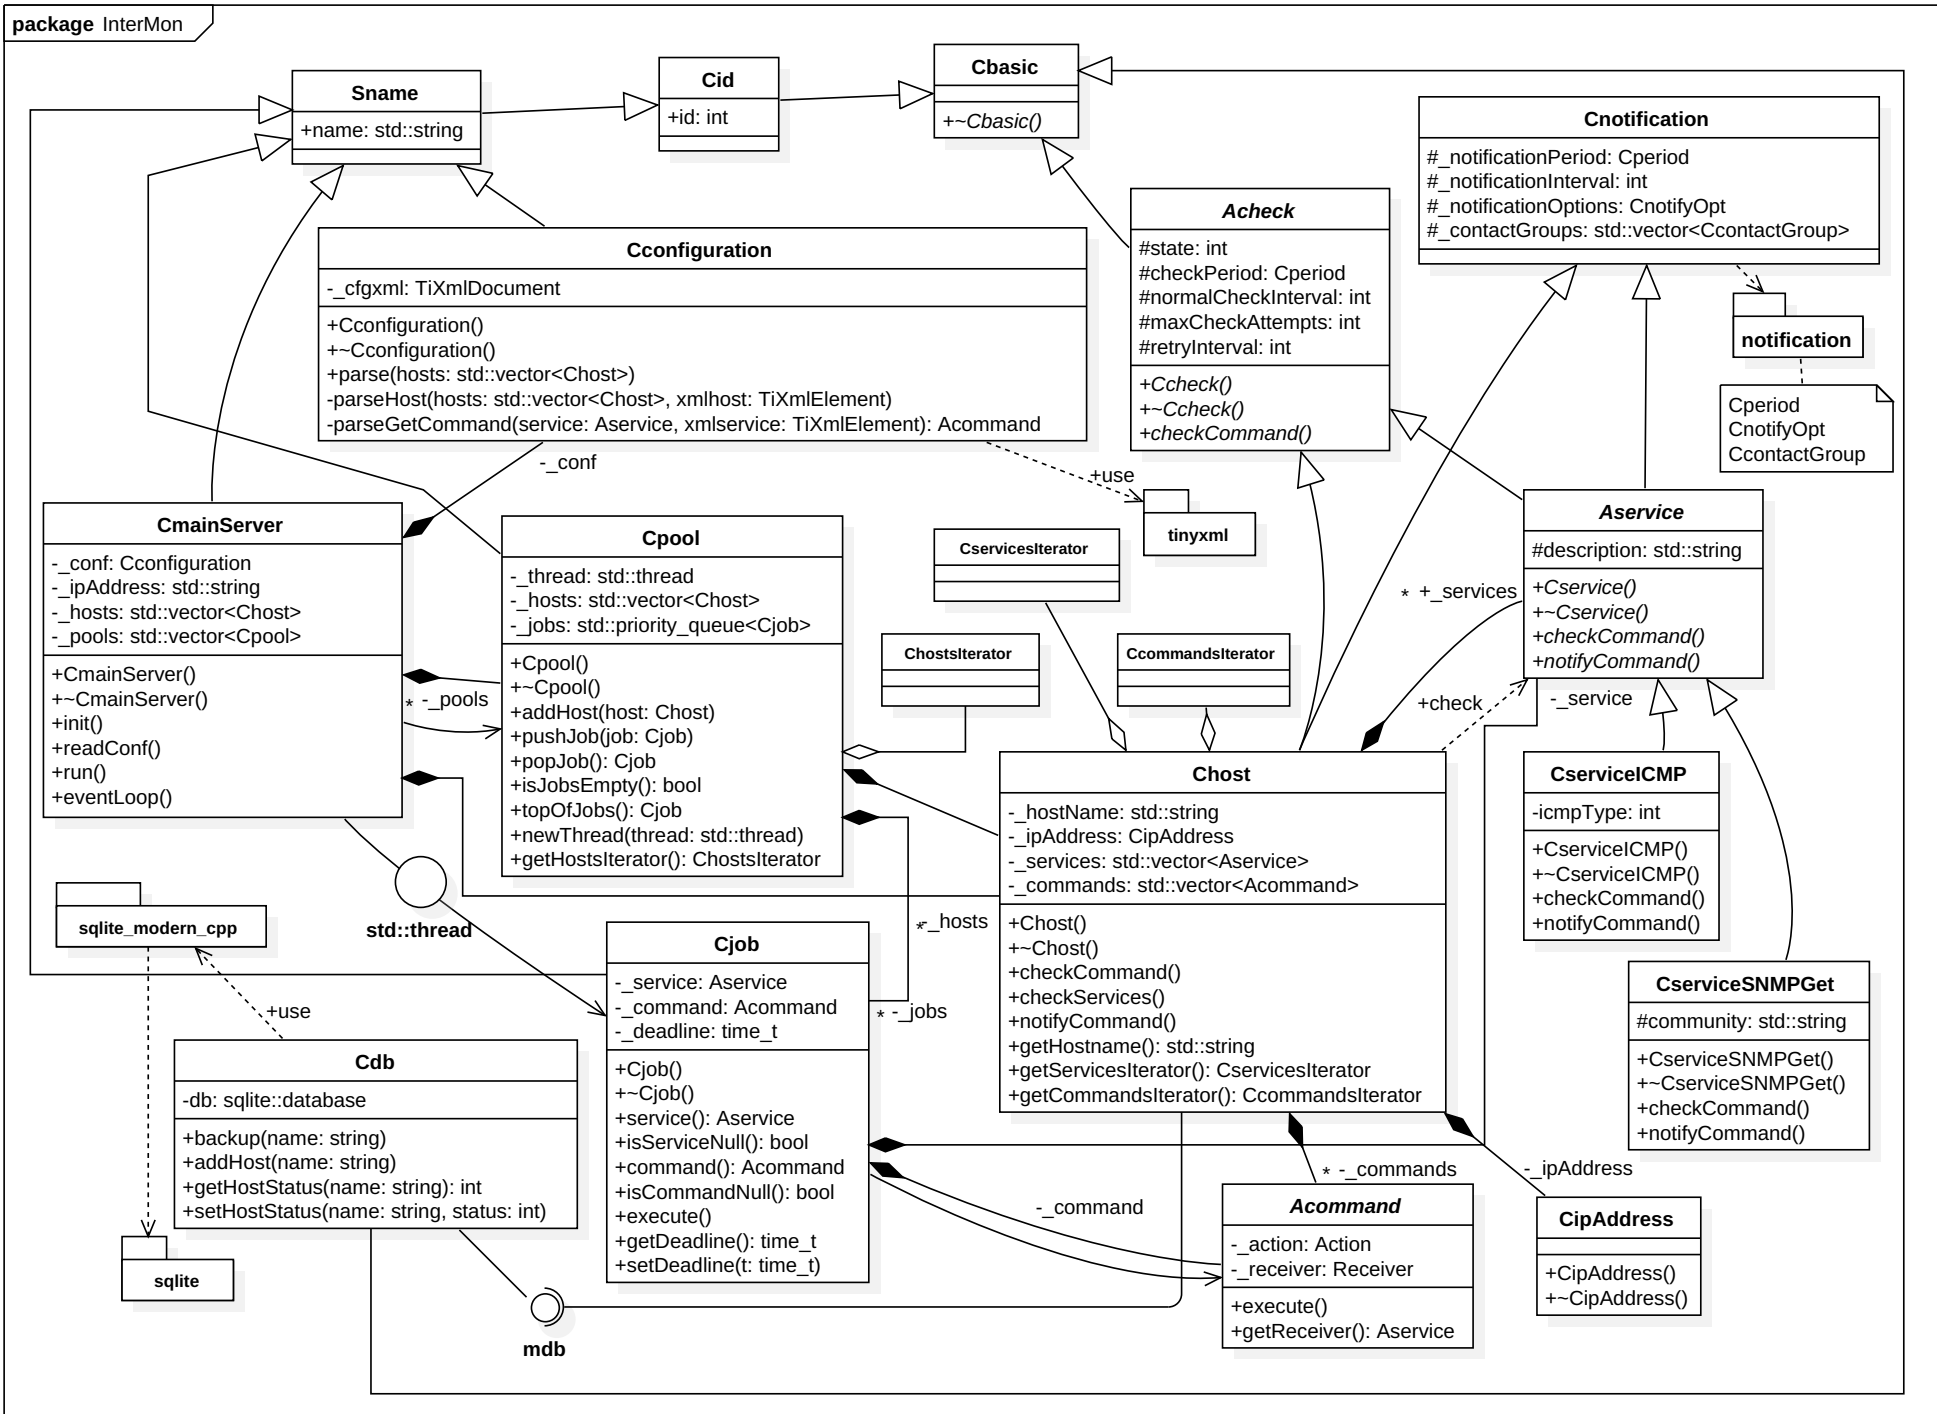 package InterMon
Sname
+name: std::string
Cid
+id: int
Cbasic
+~Cbasic()
Cnotification
#_notificationPeriod: Cperiod
#_notificationInterval: int
#_notificationOptions: CnotifyOpt
#_contactGroups: std::vector<CcontactGroup>
Acheck
#state: int
#checkPeriod: Cperiod
#normalCheckInterval: int
#maxCheckAttempts: int
#retryInterval: int
+Ccheck()
+~Ccheck()
+checkCommand()
Cconfiguration
-_cfgxml: TiXmlDocument
+Cconfiguration()
+~Cconfiguration()
+parse(hosts: std::vector<Chost>)
-parseHost(hosts: std::vector<Chost>, xmlhost: TiXmlElement)
-parseGetCommand(service: Aservice, xmlservice: TiXmlElement): Acommand
notification
Cperiod
CnotifyOpt
CcontactGroup
-_conf
+use
tinyxml
CmainServer
-_conf: Cconfiguration
-_ipAddress: std::string
-_hosts: std::vector<Chost>
-_pools: std::vector<Cpool>
+CmainServer()
+~CmainServer()
+init()
+readConf()
+run()
+eventLoop()
* -_pools
Cpool
-_thread: std::thread
-_hosts: std::vector<Chost>
-_jobs: std::priority_queue<Cjob>
+Cpool()
+~Cpool()
+addHost(host: Chost)
+pushJob(job: Cjob)
+popJob(): Cjob
+isJobsEmpty(): bool
+topOfJobs(): Cjob
+newThread(thread: std::thread)
+getHostsIterator(): ChostsIterator
CservicesIterator
ChostsIterator
CcommandsIterator
Aservice
#description: std::string
+Cservice()
+~Cservice()
+checkCommand()
+notifyCommand()
* +_services
+check
-_service
Chost
-_hostName: std::string
-_ipAddress: CipAddress
-_services: std::vector<Aservice>
-_commands: std::vector<Acommand>
+Chost()
+~Chost()
+checkCommand()
+checkServices()
+notifyCommand()
+getHostname(): std::string
+getServicesIterator(): CservicesIterator
+getCommandsIterator(): CcommandsIterator
CserviceICMP
-icmpType: int
+CserviceICMP()
+~CserviceICMP()
+checkCommand()
+notifyCommand()
CserviceSNMPGet
#community: std::string
+CserviceSNMPGet()
+~CserviceSNMPGet()
+checkCommand()
+notifyCommand()
std::thread
sqlite_modern_cpp
* -_hosts
* -_jobs
Cjob
-_service: Aservice
-_command: Acommand
-_deadline: time_t
+Cjob()
+~Cjob()
+service(): Aservice
+isServiceNull(): bool
+command(): Acommand
+isCommandNull(): bool
+execute()
+getDeadline(): time_t
+setDeadline(t: time_t)
+use
Cdb
-db: sqlite::database
+backup(name: string)
+addHost(name: string)
+getHostStatus(name: string): int
+setHostStatus(name: string, status: int)
sqlite
mdb
-_command
* -_commands
Acommand
-_action: Action
-_receiver: Receiver
+execute()
+getReceiver(): Aservice
-_ipAddress
CipAddress
+CipAddress()
+~CipAddress()